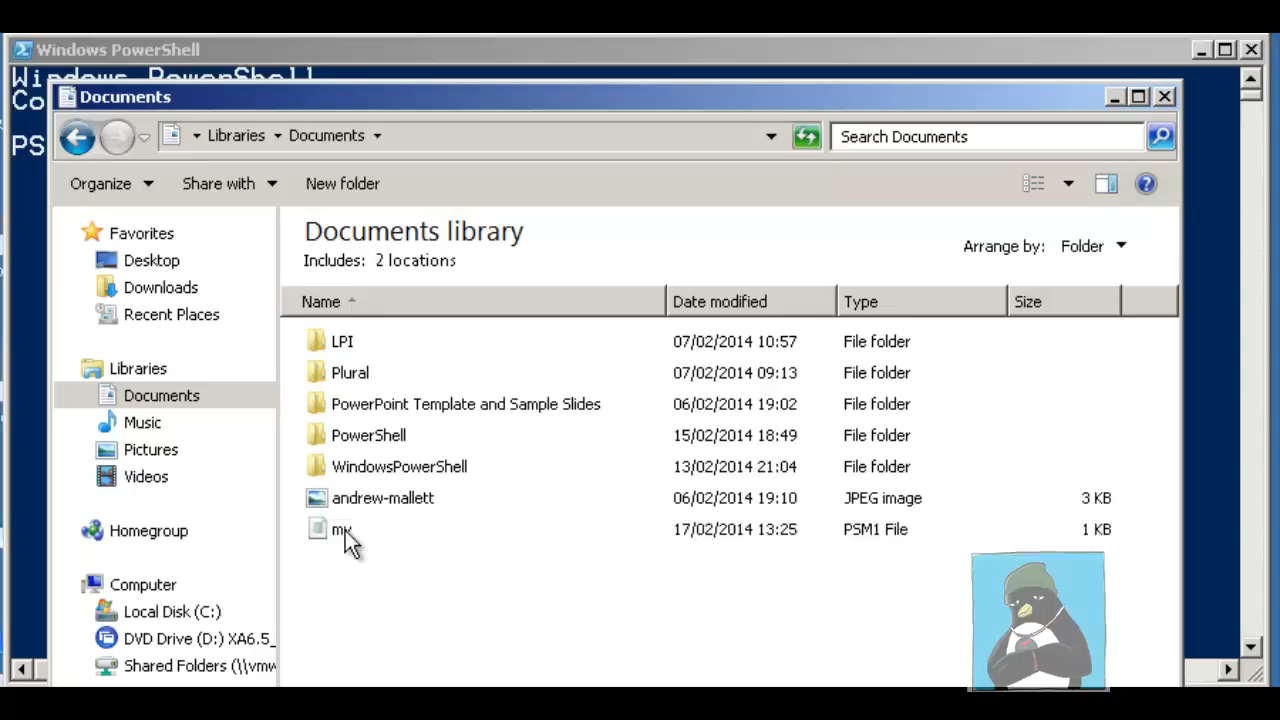 Windows PowerShell
Windows PowerShell
Co
PS
Documents
Libraries Documents
Search Documents
Organize Share with New folder
Favorites
Desktop
Downloads
Recent Places
Libraries
Documents
Music
Pictures
Videos
Homegroup
Computer
Local Disk (C:)
DVD Drive (D:) XA6.5_
Shared Folders (\\vmw
Documents library
Includes: 2 locations
Arrange by: Folder
Name Date modified Type Size
LPI 07/02/2014 10:57 File folder
Plural 07/02/2014 09:13 File folder
PowerPoint Template and Sample Slides 06/02/2014 19:02 File folder
PowerShell 15/02/2014 18:49 File folder
WindowsPowerShell 13/02/2014 21:04 File folder
andrew-mallett 06/02/2014 19:10 JPEG image 3 KB
my 17/02/2014 13:25 PSM1 File 1 KB